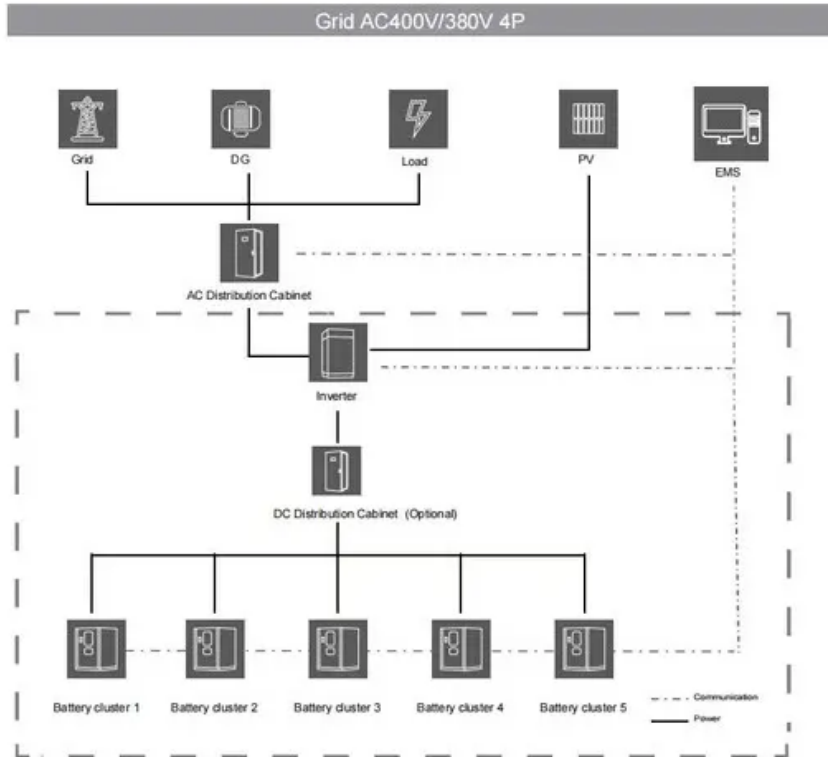 Grid AC400V/380V 4P
Grid
DG
Load
PV
EMS
AC Distribution Cabinet
Inverter
DC Distribution Cabinet (Optional)
Battery cluster 1
Battery cluster 2
Battery cluster 3
Battery cluster 4
Battery cluster 5
Communication
Power